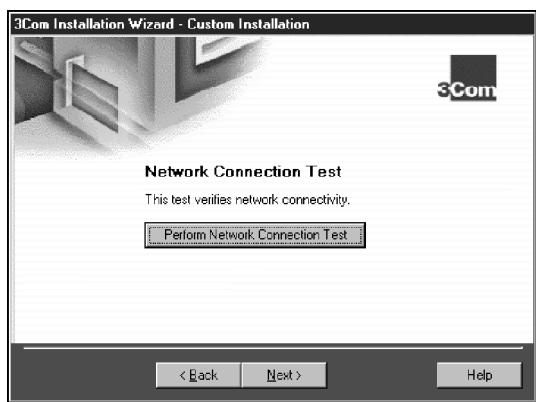 3Com Installation Wizard - Custom Installation
3Com
Network Connection Test
This test verifies network connectivity.
Perform Network Connection Test
< Back Next > Help